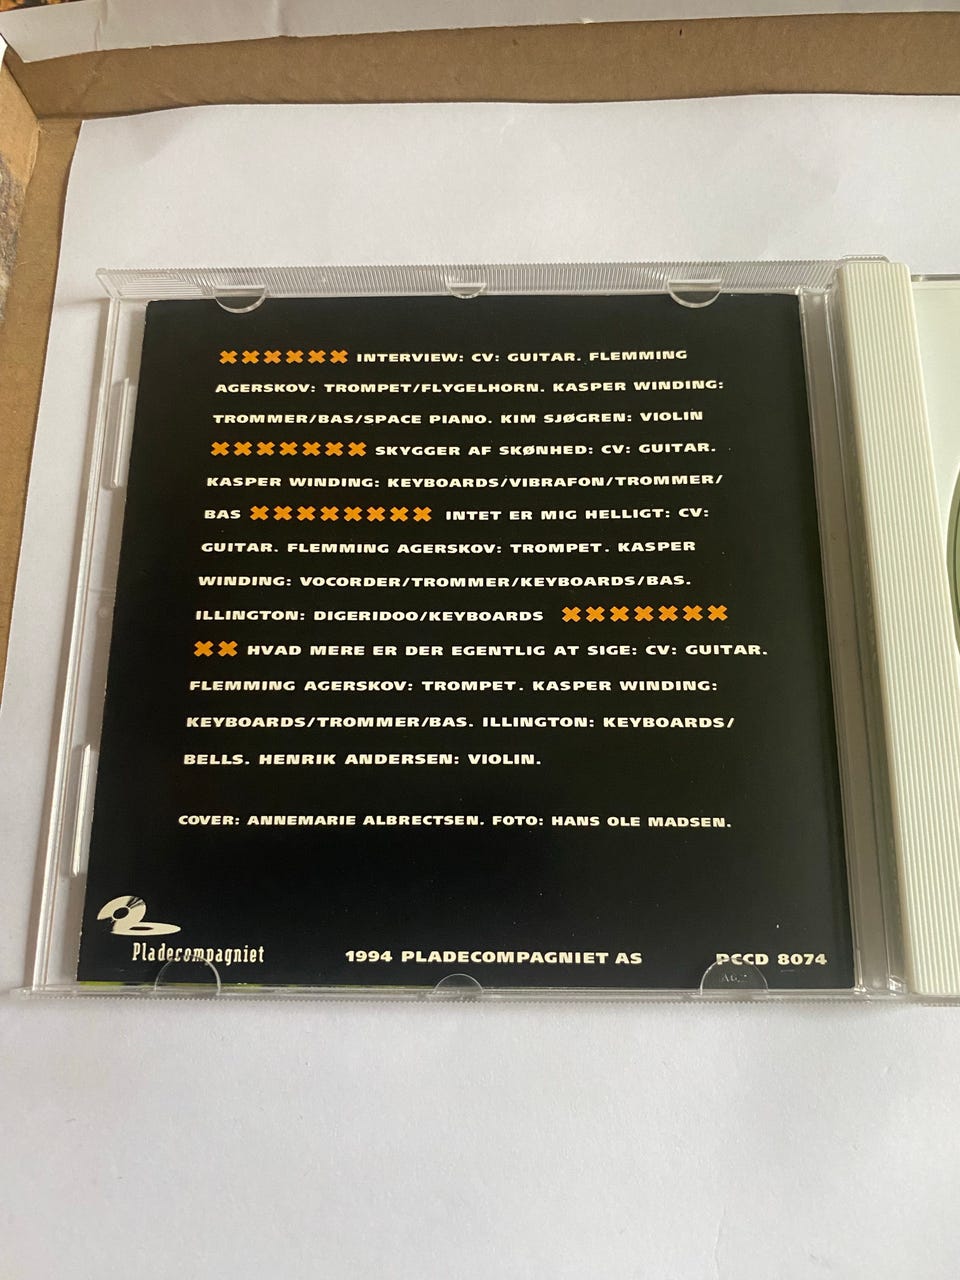 ✖✖✖✖✖✖ INTERVIEW: CV: GUITAR. FLEMMING
AGERSKOV: TROMPET/FLYGELHORN. KASPER WINDING:
TROMMER/BAS/SPACE PIANO. KIM SJØGREN: VIOLIN
✖✖✖✖✖✖✖ SKYGGER AF SKØNHED: CV: GUITAR.
KASPER WINDING: KEYBOARDS/VIBRAFON/TROMMER/
BAS ✖✖✖✖✖✖✖✖ INTET ER MIG HELLIGT: CV:
GUITAR. FLEMMING AGERSKOV: TROMPET. KASPER
WINDING: VOCORDER/TROMMER/KEYBOARDS/BAS.
ILLINGTON: DIGERIDOO/KEYBOARDS ✖✖✖✖✖✖✖
✖✖ HVAD MERE ER DER EGENTLIG AT SIGE: CV: GUITAR.
FLEMMING AGERSKOV: TROMPET. KASPER WINDING:
KEYBOARDS/TROMMER/BAS. ILLINGTON: KEYBOARDS/
BELLS. HENRIK ANDERSEN: VIOLIN.
COVER: ANNEMARIE ALBRECTSEN. FOTO: HANS OLE MADSEN.
Pladecompagniet
1994 PLADECOMPAGNIET AS
PCCD 8074